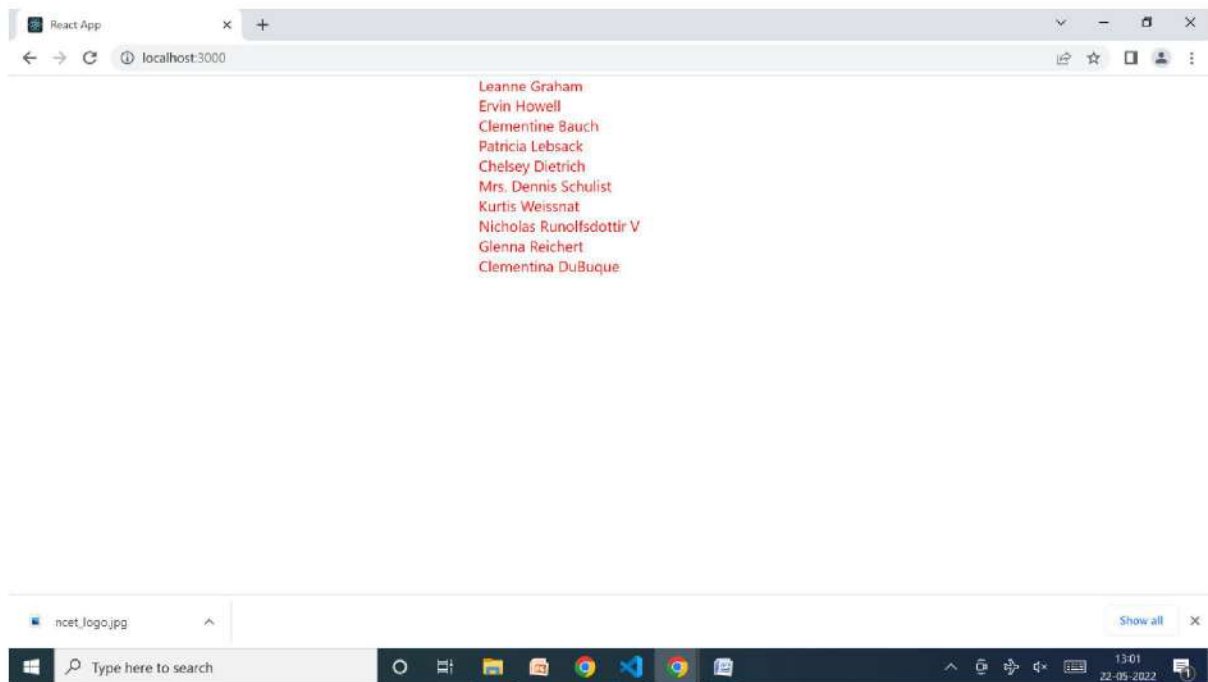 React App
localhost:3000
Leanne Graham
Ervin Howell
Clementine Bauch
Patricia Lebsack
Chelsey Dietrich
Mrs. Dennis Schulist
Kurtis Weissnat
Nicholas Runolfsdottir V
Glenna Reichert
Clementina DuBuque
ncet_logo.jpg
Show all
Type here to search
13:01
22-05-2022
1